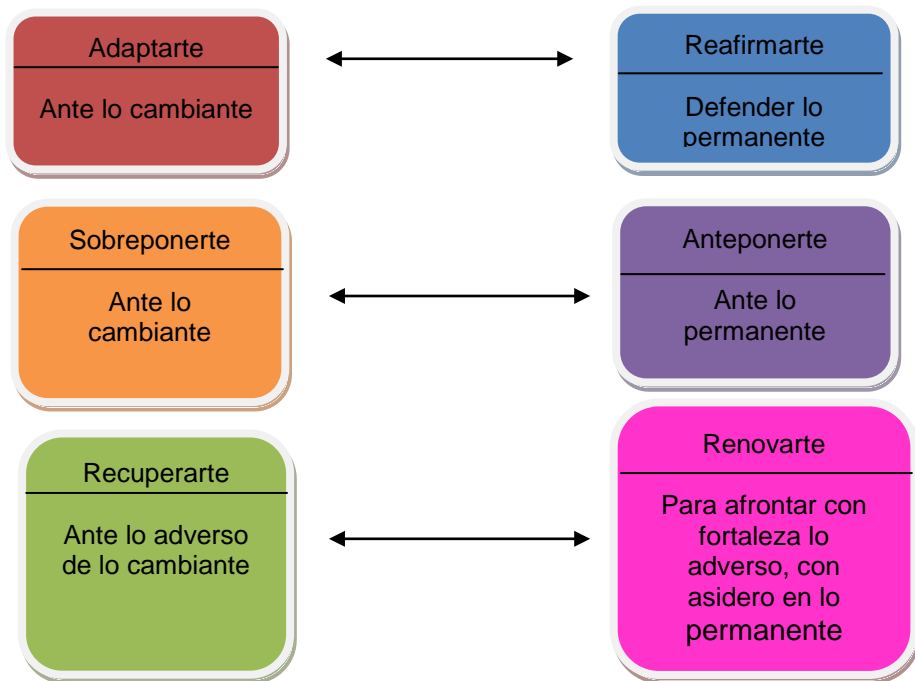 Adaptarte
Ante lo cambiante
Reafirmarte
Defender lo
permanente
Sobreponerte
Ante lo
cambiante
Anteponerte
Ante lo
permanente
Recuperarte
Ante lo adverso
de lo cambiante
Renovarte
Para afrontar con
fortaleza lo
adverso, con
asidero en lo
permanente